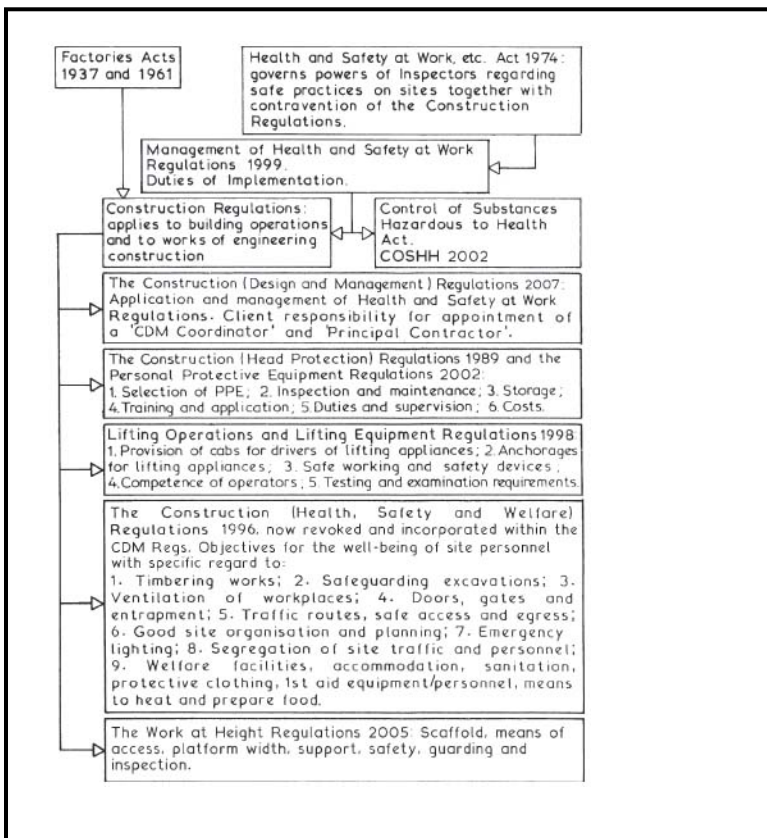 Factories Acts
1937 and 1961
Health and Safety at Work, etc. Act 1974:
governs powers of Inspectors regarding
safe practices on sites together with
contravention of the Construction
Regulations.
Management of Health and Safety at Work
Regulations 1999.
Duties of Implementation.
Construction Regulations:
applies to building operations
and to works of engineering
construction
Control of Substances
Hazardous to Health
Act.
COSHH 2002
The Construction (Design and Management) Regulations 2007:
Application and management of Health and Safety at Work
Regulations. Client responsibility for appointment of
a 'CDM Coordinator' and 'Principal Contractor'.
The Construction (Head Protection) Regulations 1989 and the
Personal Protective Equipment Regulations 2002:
1. Selection of PPE; 2. Inspection and maintenance; 3. Storage;
4. Training and application; 5. Duties and supervision; 6. Costs.
Lifting Operations and Lifting Equipment Regulations 1998:
1. Provision of cabs for drivers of lifting appliances; 2. Anchorages
for lifting appliances; 3. Safe working and safety devices;
4. Competence of operators; 5. Testing and examination requirements.
The Construction (Health, Safety and Welfare)
Regulations 1996, now revoked and incorporated within the
CDM Regs. Objectives for the well-being of site personnel
with specific regard to:
1. Timbering works; 2. Safeguarding excavations; 3.
Ventilation of workplaces; 4. Doors, gates and
entrapment; 5. Traffic routes, safe access and egress;
6. Good site organisation and planning; 7. Emergency
lighting; 8. Segregation of site traffic and personnel;
9. Welfare facilities, accommodation, sanitation,
protective clothing, 1st aid equipment/personnel, means
to heat and prepare food.
The Work at Height Regulations 2005: Scaffold, means of
access, platform width, support, safety, guarding and
inspection.